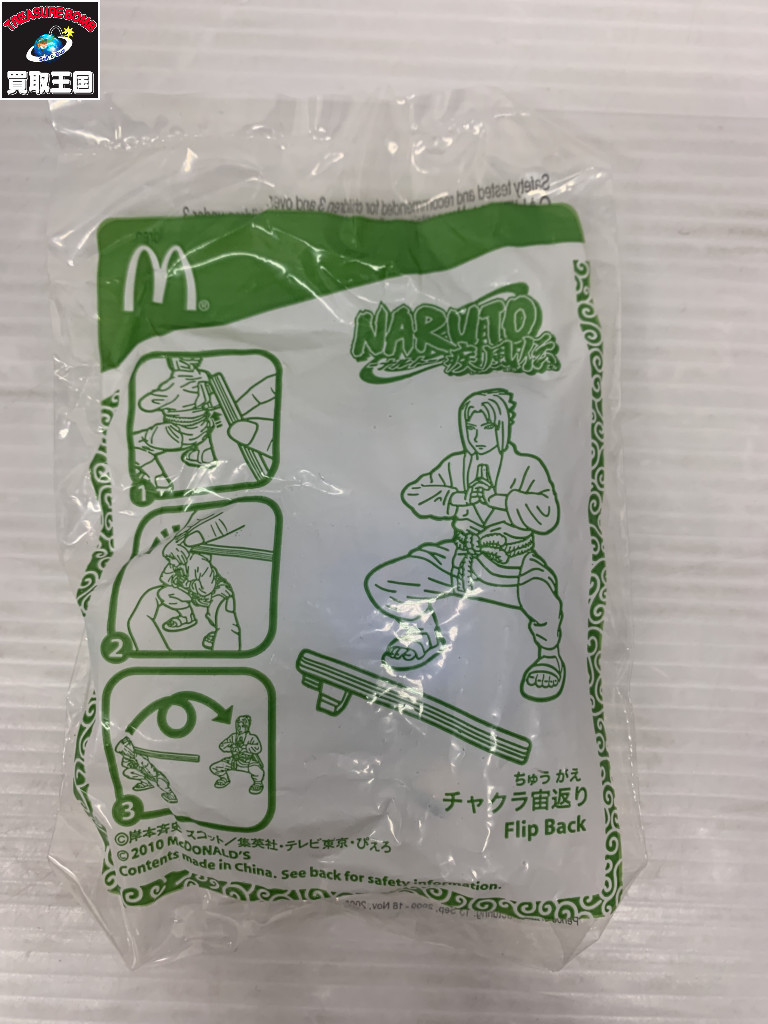 TREASURE BOMB
買取王国
Safety tested and recommended for children 3 and over.
M®
NARUTO
疾風伝
1
2
3
ちゅう がえ
チャクラ宙返り
Flip Back
©岸本斉史 スコット/集英社・テレビ東京・ぴえろ
© 2010 McDONALD'S
Contents made in China. See back for safety information.